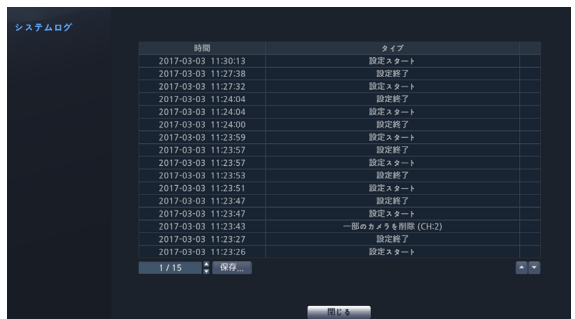 システムログ
時間 タイプ
2017-03-03 11:30:13 設定スタート
2017-03-03 11:27:38 設定終了
2017-03-03 11:27:32 設定スタート
2017-03-03 11:24:04 設定終了
2017-03-03 11:24:04 設定スタート
2017-03-03 11:24:00 設定終了
2017-03-03 11:23:59 設定スタート
2017-03-03 11:23:57 設定終了
2017-03-03 11:23:57 設定スタート
2017-03-03 11:23:53 設定終了
2017-03-03 11:23:51 設定スタート
2017-03-03 11:23:47 設定終了
2017-03-03 11:23:47 設定スタート
2017-03-03 11:23:43 一部のカメラを削除 (CH:2)
2017-03-03 11:23:27 設定終了
2017-03-03 11:23:26 設定スタート
1 / 15 保存...
閉じる